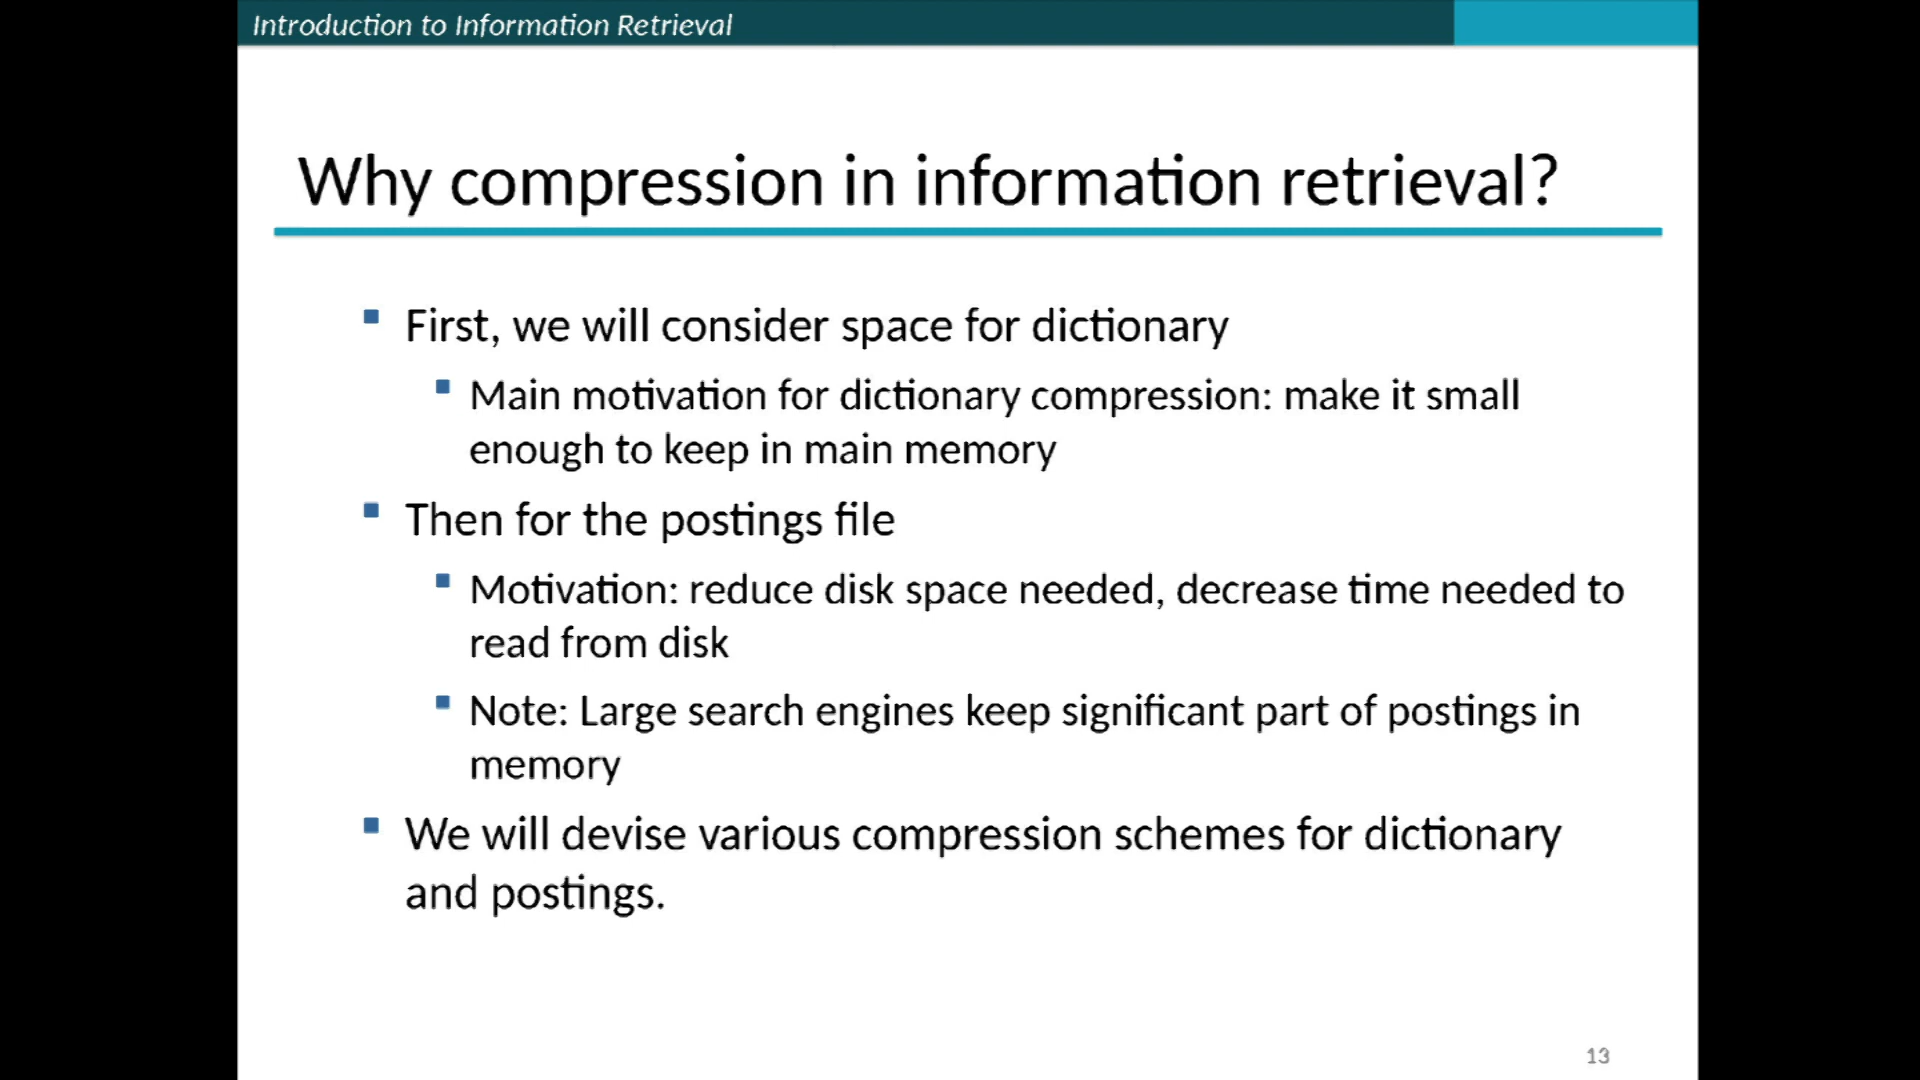 Introduction to Information Retrieval
Why compression in information retrieval?
First, we will consider space for dictionary
Main motivation for dictionary compression: make it small
enough to keep in main memory
Then for the postings file
Motivation: reduce disk space needed, decrease time needed to
read from disk
Note: Large search engines keep significant part of postings in
memory
We will devise various compression schemes for dictionary
and postings.
13